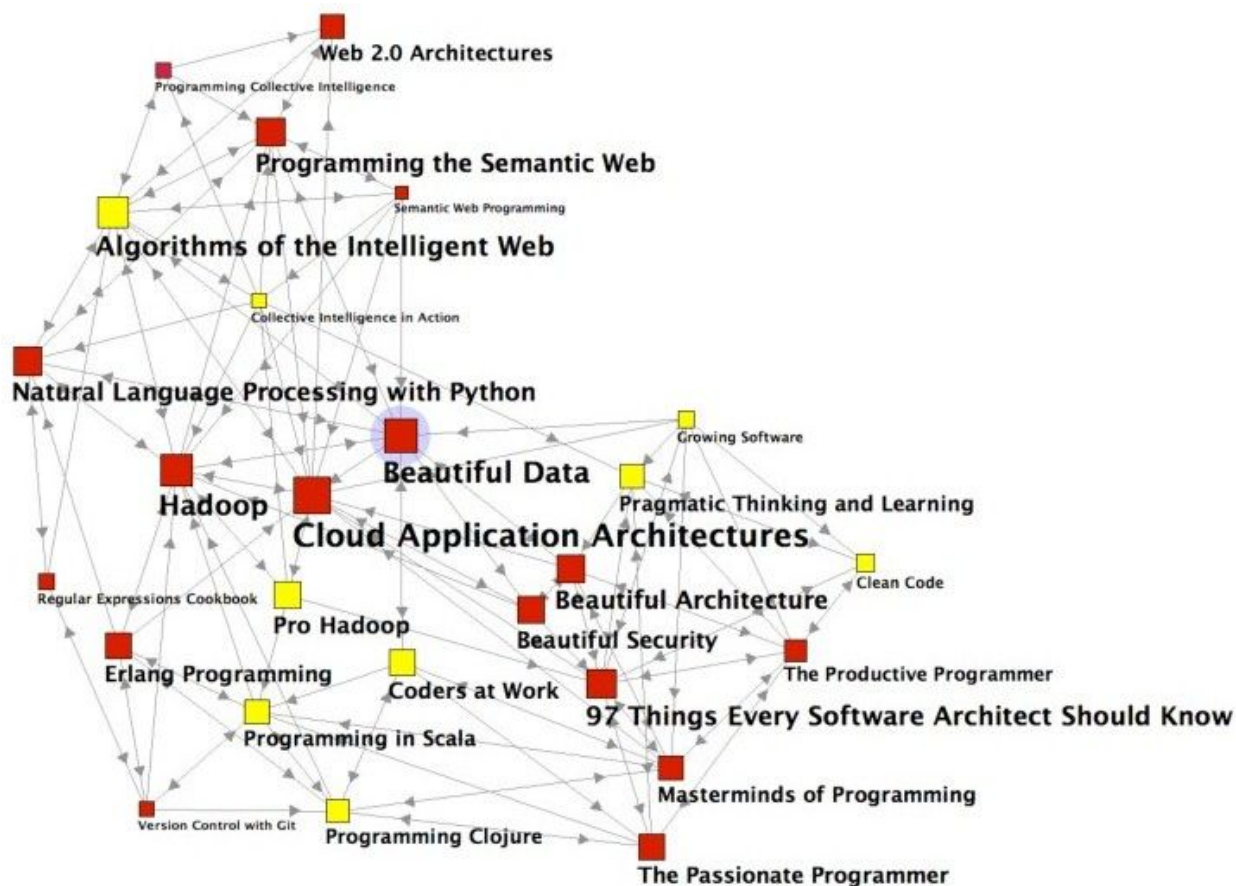 Web 2.0 Architectures
Programming Collective Intelligence
Programming the Semantic Web
Semantic Web Programming
Algorithms of the Intelligent Web
Collective Intelligence in Action
Natural Language Processing with Python
Growing Software
Beautiful Data
Pragmatic Thinking and Learning
Hadoop
Cloud Application Architectures
Clean Code
Regular Expressions Cookbook
Beautiful Architecture
Pro Hadoop
Beautiful Security
Erlang Programming
The Productive Programmer
Coders at Work
97 Things Every Software Architect Should Know
Programming in Scala
Masterminds of Programming
Version Control with Git
Programming Clojure
The Passionate Programmer